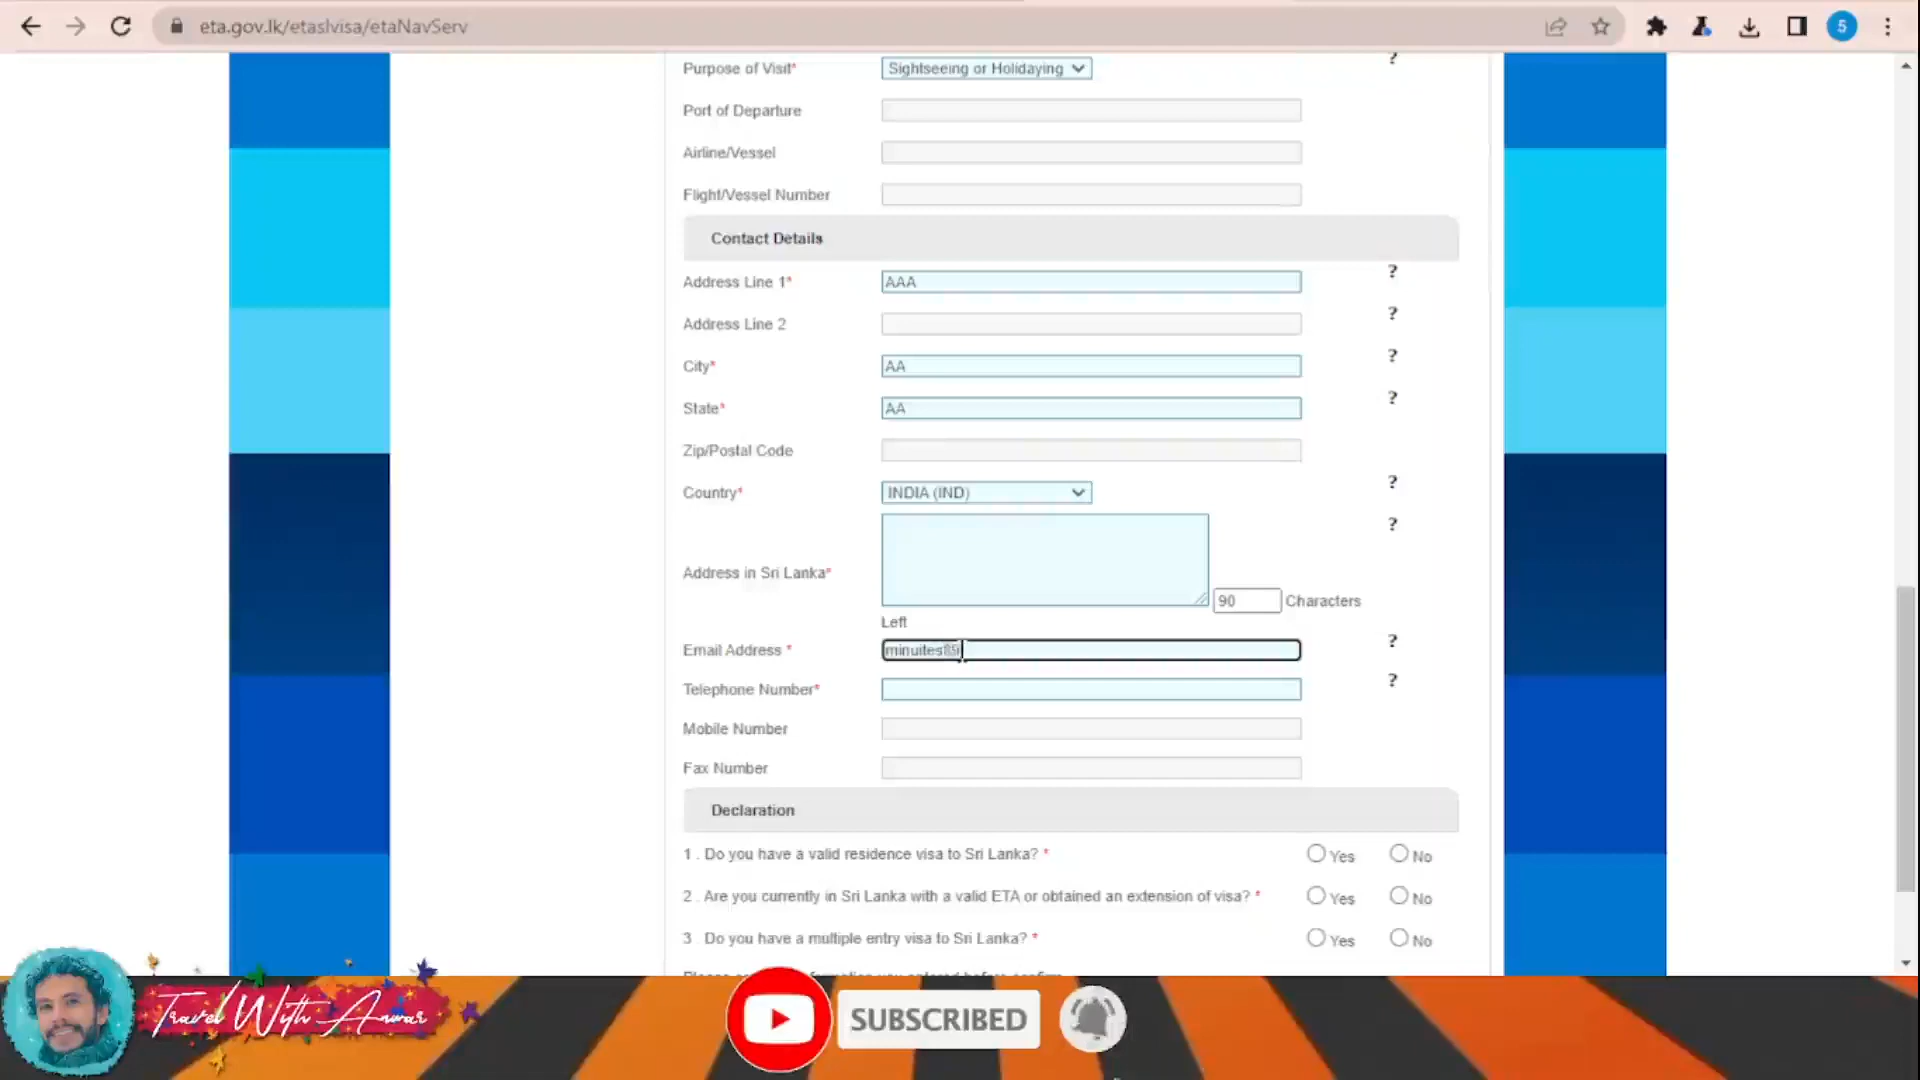 eta.gov.lk/etaslvisa/etaNavServ
5
Purpose of Visit* Sightseeing or Holidaying ?
Port of Departure
Airline/Vessel
Flight/Vessel Number
Contact Details
Address Line 1* AAA ?
Address Line 2 ?
City* AA ?
State* AA ?
Zip/Postal Code
Country* INDIA (IND) ?
Address in Sri Lanka* ?
90 Characters
Left
Email Address * ?
Telephone Number* ?
Mobile Number
Fax Number
Declaration
1 . Do you have a valid residence visa to Sri Lanka? * Yes No
2 . Are you currently in Sri Lanka with a valid ETA or obtained an extension of visa? * Yes No
3 . Do you have a multiple entry visa to Sri Lanka? * Yes No
Travel With Anwar
SUBSCRIBED